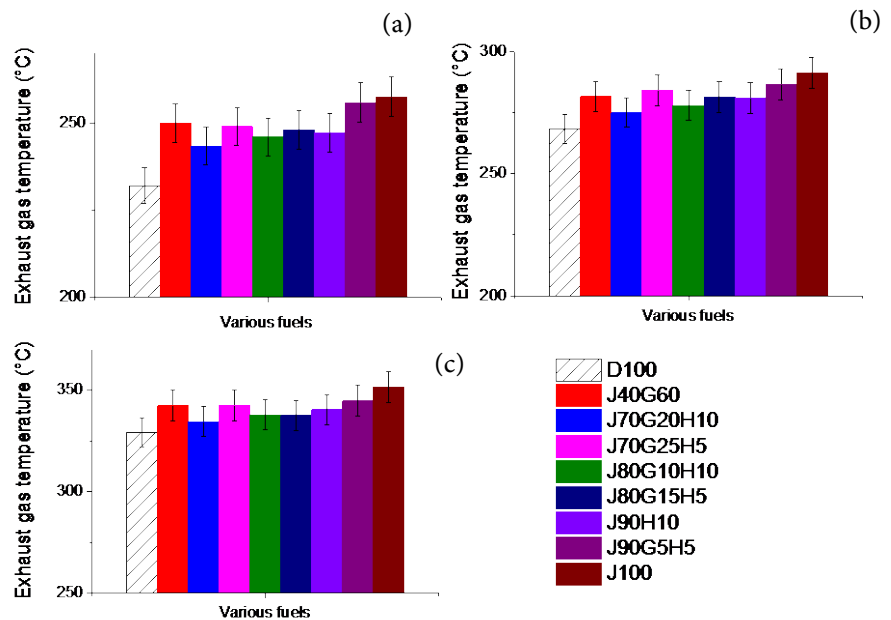 (a)
Exhaust gas temperature (°C)
250
200
Various fuels
(b)
Exhaust gas temperature (°C)
300
250
200
Various fuels
(c)
Exhaust gas temperature (°C)
350
300
250
Various fuels
D100
J40G60
J70G20H10
J70G25H5
J80G10H10
J80G15H5
J90H10
J90G5H5
J100